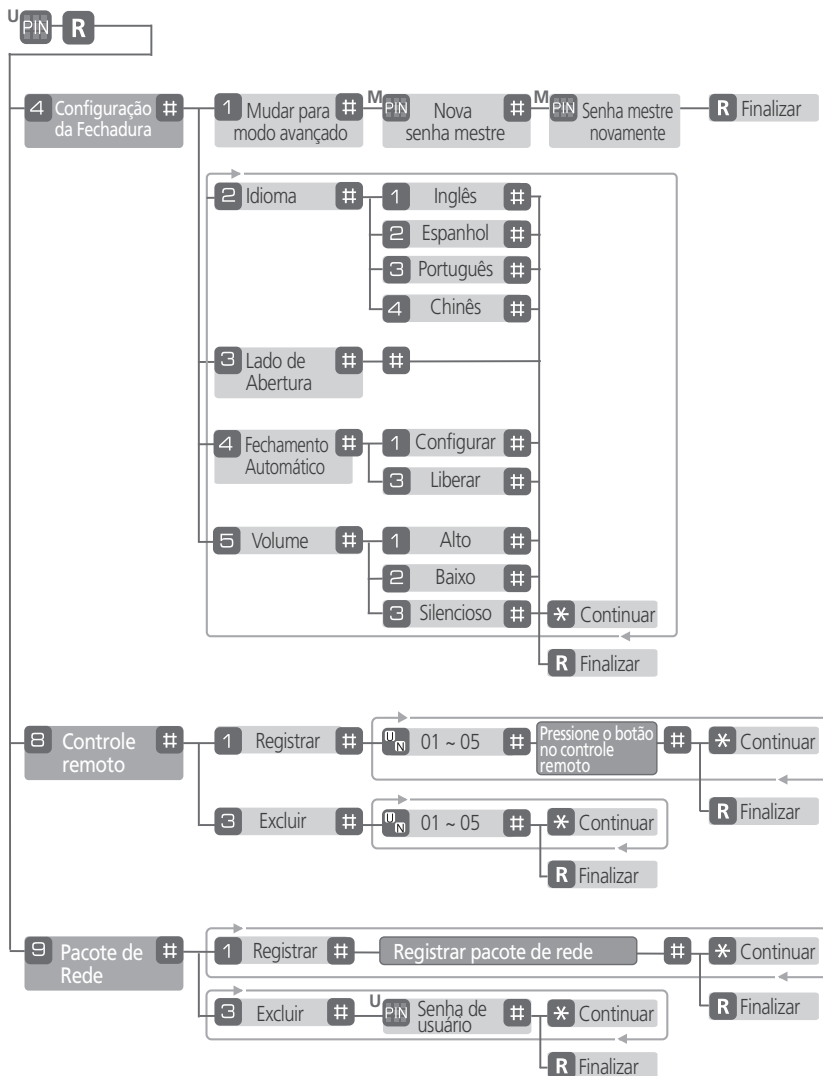 U PIN R
4 Configuração #
da Fechadura
1 Mudar para #
modo avançado
M PIN Nova #
senha mestre
M PIN Senha mestre
novamente
R Finalizar
2 Idioma #
1 Inglês #
2 Espanhol #
3 Português #
4 Chinês #
3 Lado de # #
Abertura
4 Fechamento #
Automático
1 Configurar #
3 Liberar #
5 Volume #
1 Alto #
2 Baixo #
3 Silencioso # * Continuar
R Finalizar
8 Controle #
remoto
1 Registrar # UN 01 ~ 05 #
Pressione o botão
no controle
remoto
# * Continuar
R Finalizar
3 Excluir # UN 01 ~ 05 # * Continuar
R Finalizar
9 Pacote de #
Rede
1 Registrar # Registrar pacote de rede # * Continuar
R Finalizar
3 Excluir # U PIN Senha de # * Continuar
usuário
R Finalizar